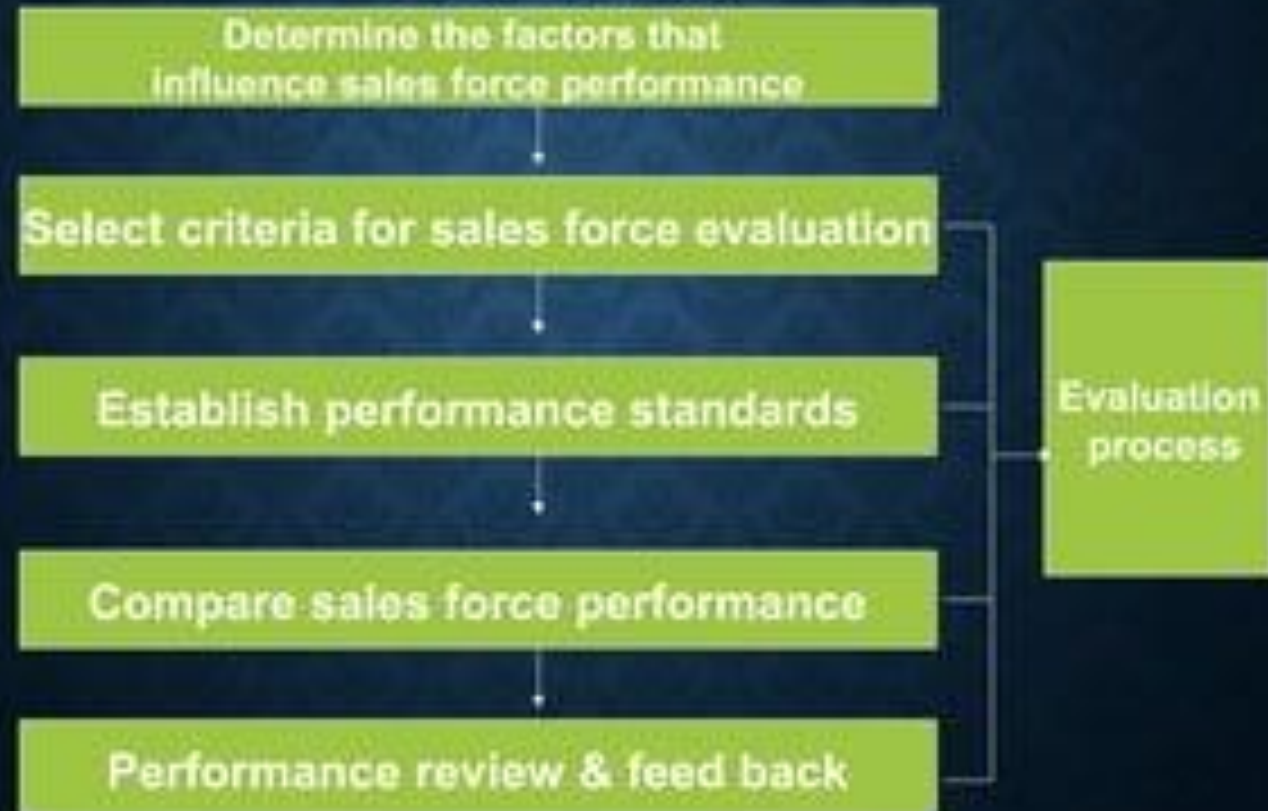 Determine the factors that
influence sales force performance
Select criteria for sales force evaluation
Establish performance standards
Evaluation
process
Compare sales force performance
Performance review & feed back